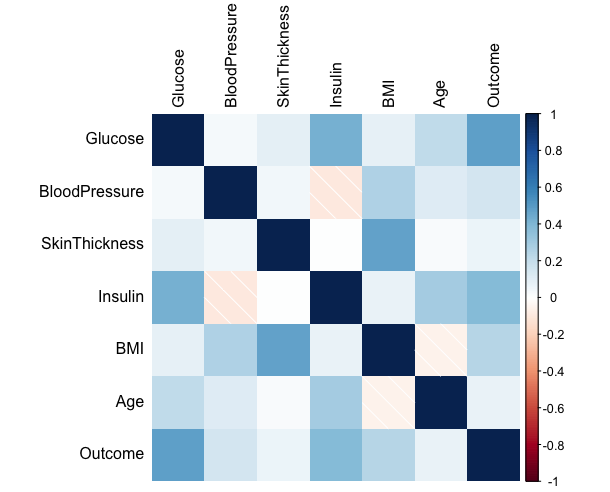 Glucose
BloodPressure
SkinThickness
Insulin
BMI
Age
Outcome
Glucose
BloodPressure
SkinThickness
Insulin
BMI
Age
Outcome
1
0.8
0.6
0.4
0.2
0
-0.2
-0.4
-0.6
-0.8
-1